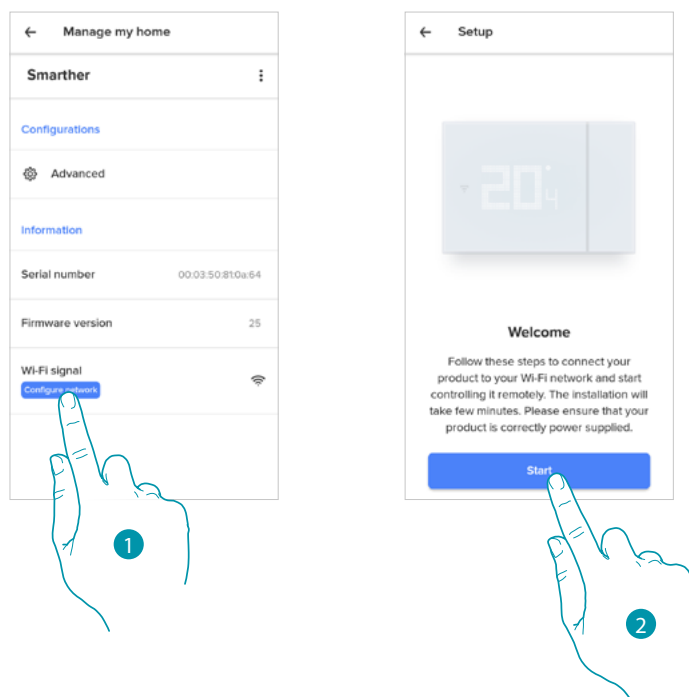 Manage my home
Smarther
Configurations
Advanced
Information
Serial number 00:03:50:81:0a:64
Firmware version 25
Wi-Fi signal
Configure network
1
Setup
20.4
Welcome
Follow these steps to connect your
product to your Wi-Fi network and start
controlling it remotely. The installation will
take few minutes. Please ensure that your
product is correctly power supplied.
Start
2